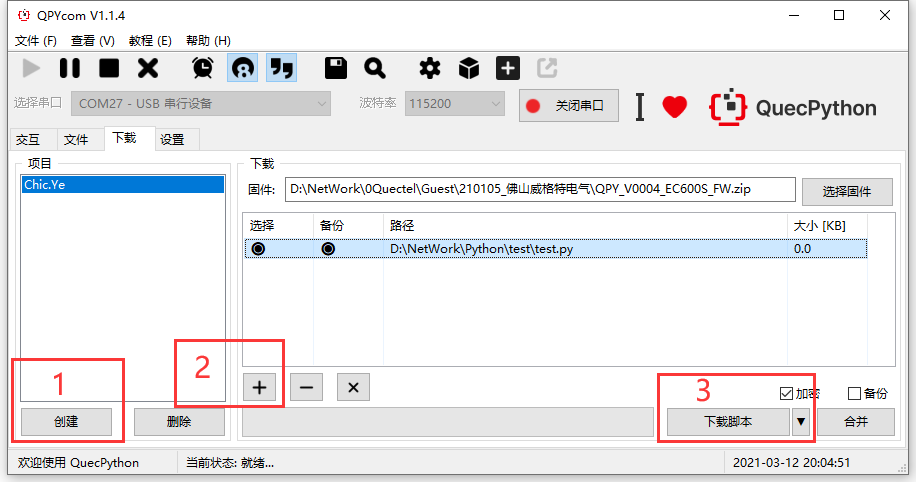 QPYcom V1.1.4
文件 (F) 查看 (V) 教程 (E) 帮助 (H)
选择串口 COM27 - USB 串行设备 波特率 115200 关闭串口 QuecPython
交互 文件 下载 设置
项目
Chic.Ye
下载
固件: D:\NetWork\0Quectel\Guest\210105_佛山威格特电气\QPY_V0004_EC600S_FW.zip 选择固件
选择 备份 路径 大小 [KB]
D:\NetWork\Python\test\test.py 0.0
1
2
3
加密 备份
创建 删除 下载脚本 合并
欢迎使用 QuecPython 当前状态: 就绪... 2021-03-12 20:04:51